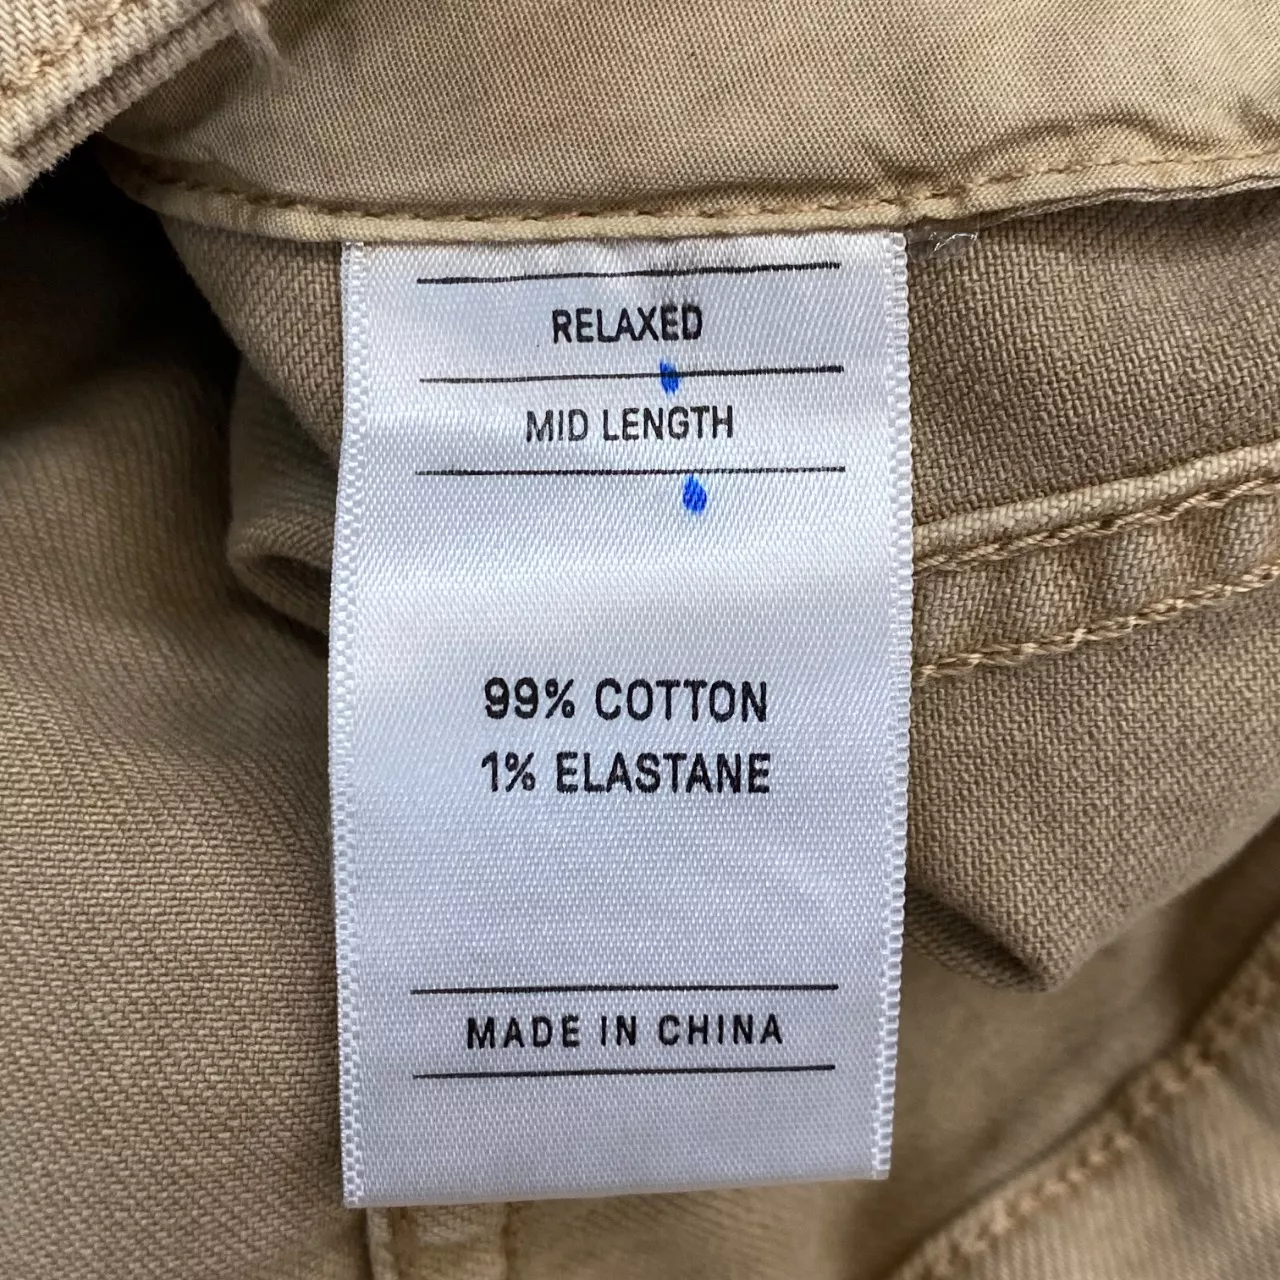 RELAXED
MID LENGTH
99% COTTON
1% ELASTANE
MADE IN CHINA